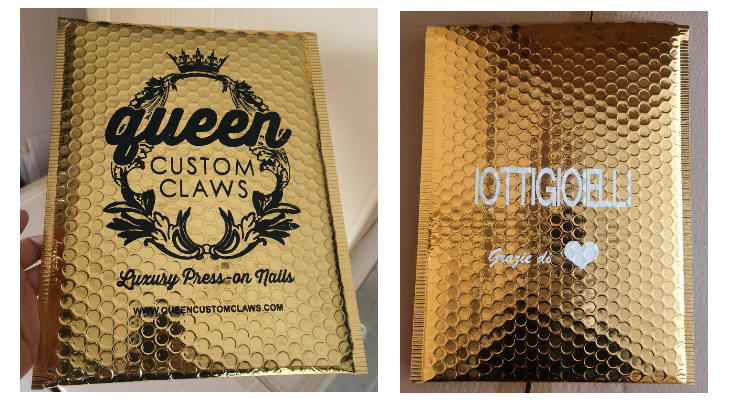 queen
CUSTOM
CLAWS
Luxury Press-on Nails
WWW.QUEENCUSTOMCLAWS.COM
IOTTIGIOIELLI
Grazie di